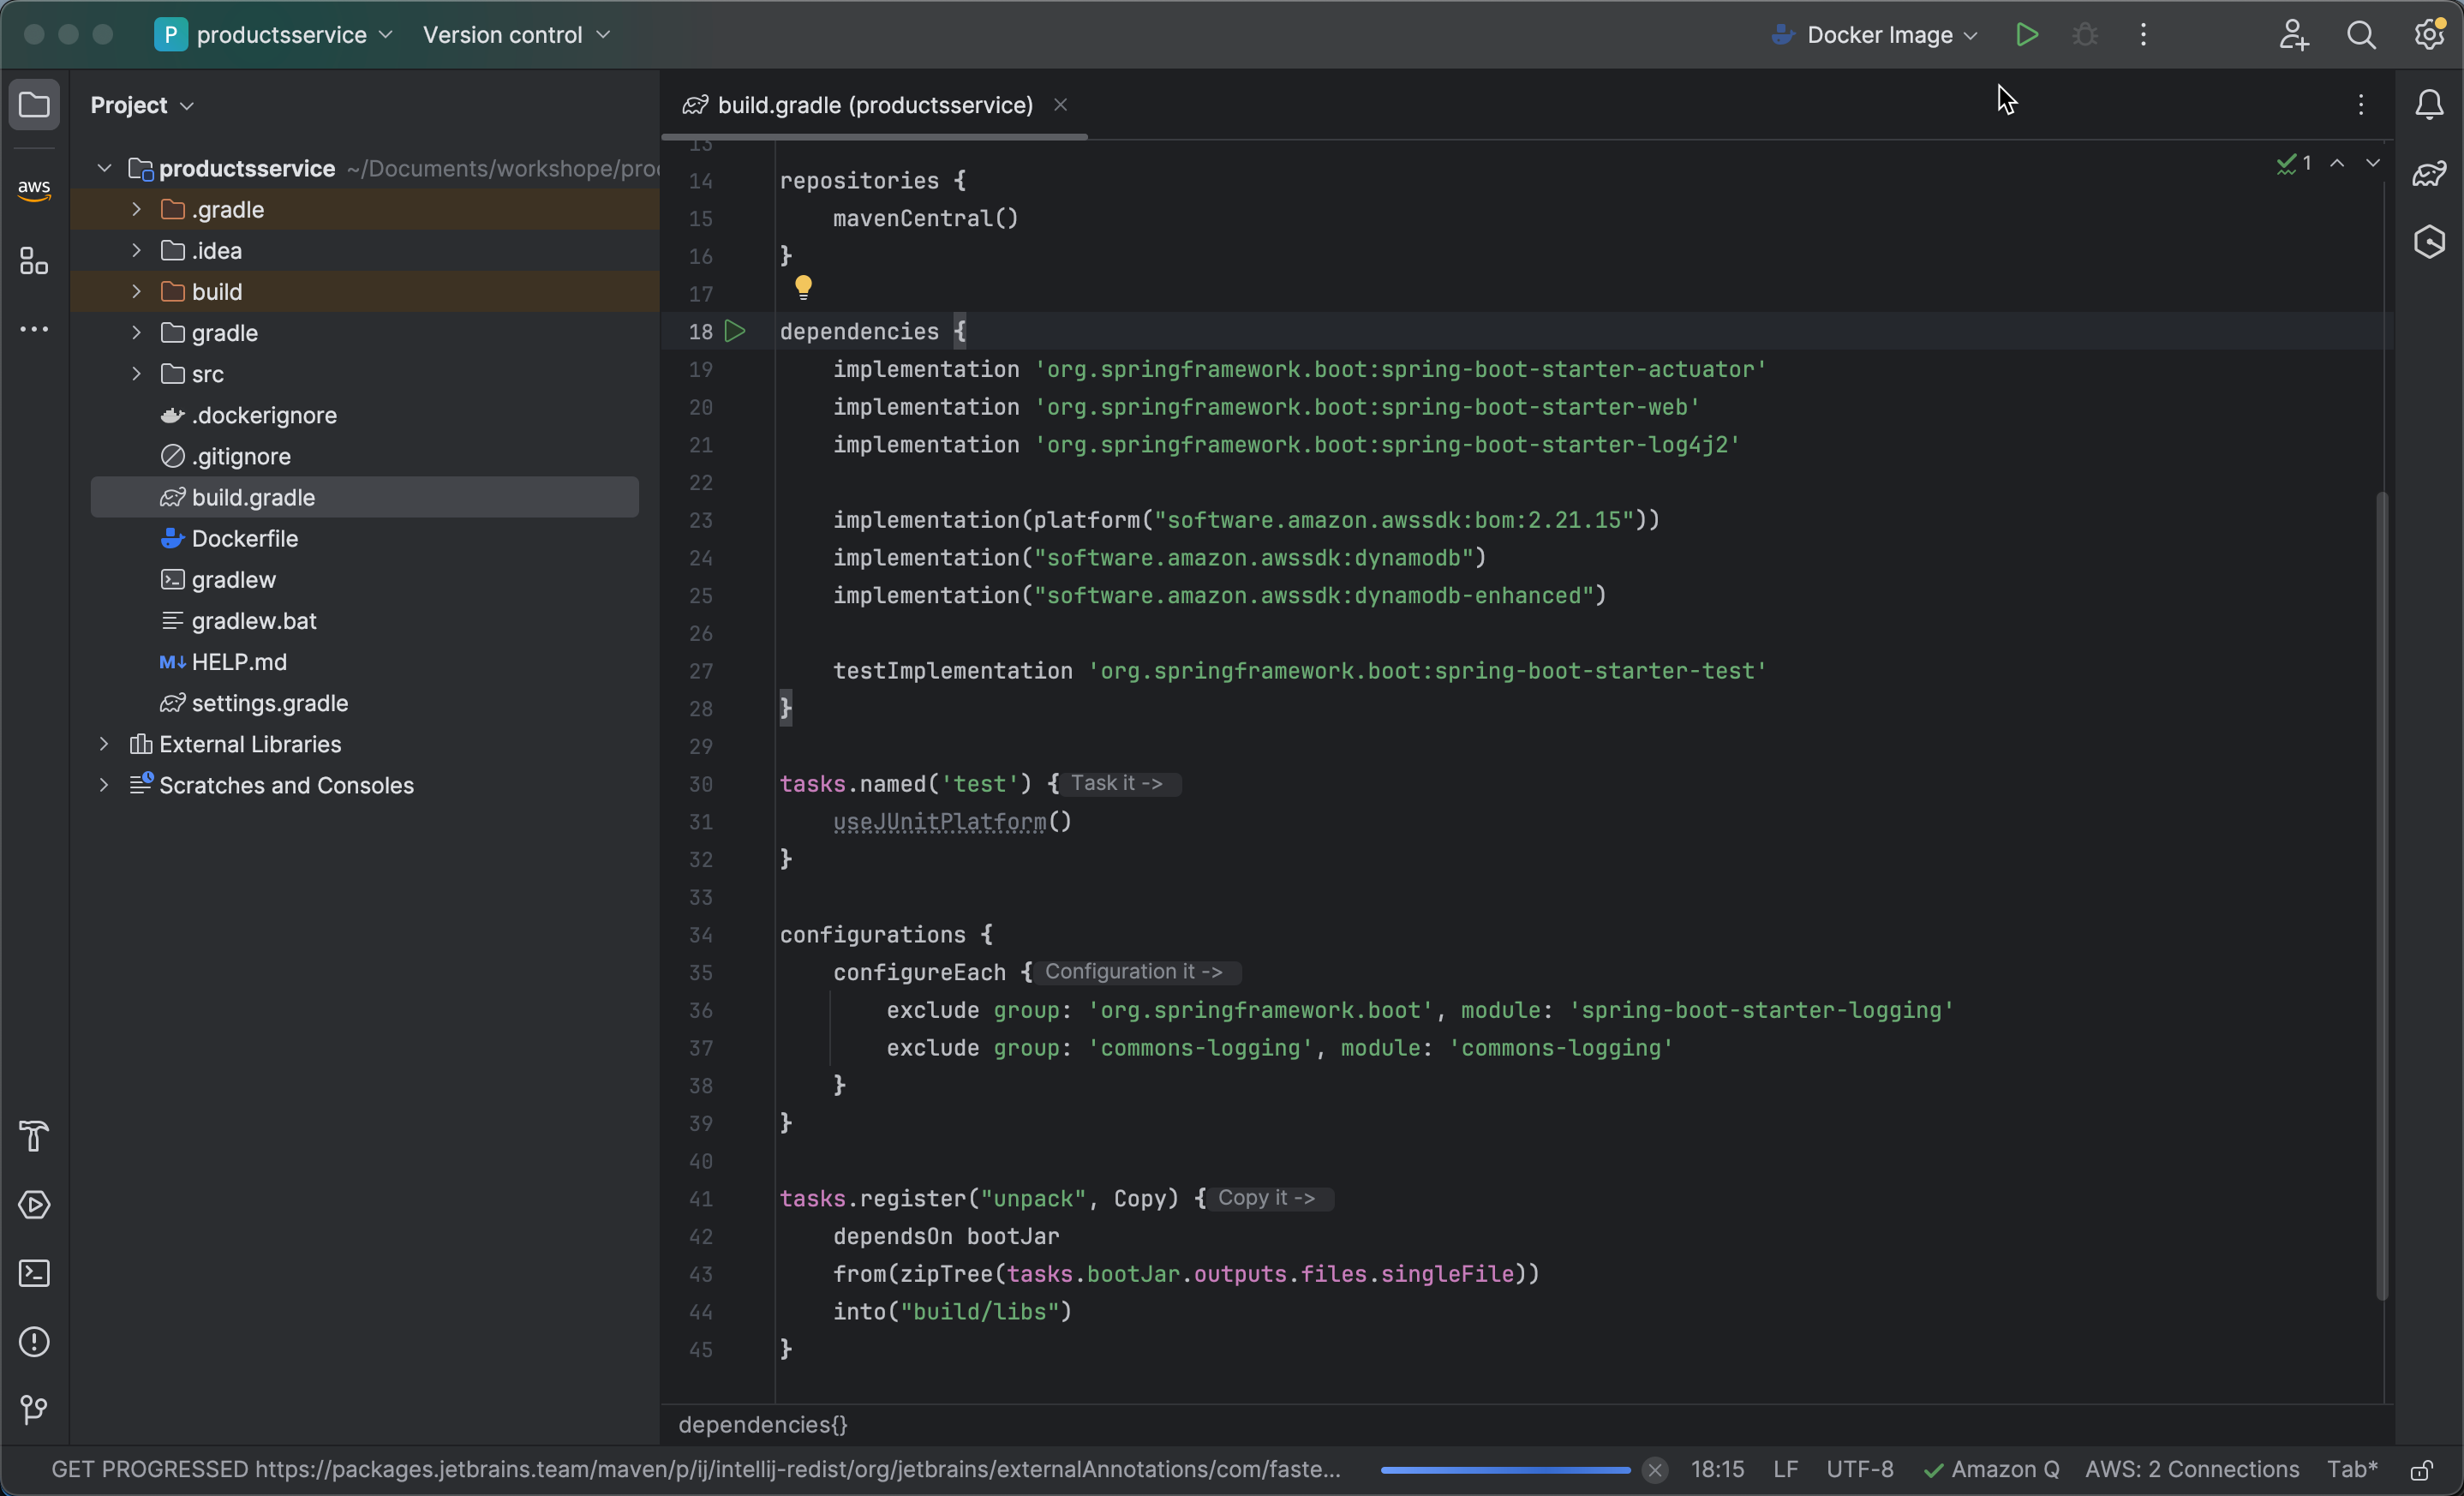 P productsservice Version control Docker Image
Project
build.gradle (productsservice)
aws
productsservice ~/Documents/workshope/pro
.gradle
.idea
build
gradle
src
.dockerignore
.gitignore
build.gradle
Dockerfile
gradlew
gradlew.bat
M↓ HELP.md
settings.gradle
External Libraries
Scratches and Consoles
1
13
14 repositories {
15 mavenCentral()
16 }
17
18 dependencies {
19 implementation 'org.springframework.boot:spring-boot-starter-actuator'
20 implementation 'org.springframework.boot:spring-boot-starter-web'
21 implementation 'org.springframework.boot:spring-boot-starter-log4j2'
22
23 implementation(platform("software.amazon.awssdk:bom:2.21.15"))
24 implementation("software.amazon.awssdk:dynamodb")
25 implementation("software.amazon.awssdk:dynamodb-enhanced")
26
27 testImplementation 'org.springframework.boot:spring-boot-starter-test'
28 }
29
30 tasks.named('test') { Task it ->
31 useJUnitPlatform()
32 }
33
34 configurations {
35 configureEach { Configuration it ->
36 exclude group: 'org.springframework.boot', module: 'spring-boot-starter-logging'
37 exclude group: 'commons-logging', module: 'commons-logging'
38 }
39 }
40
41 tasks.register("unpack", Copy) { Copy it ->
42 dependsOn bootJar
43 from(zipTree(tasks.bootJar.outputs.files.singleFile))
44 into("build/libs")
45 }
dependencies{}
GET PROGRESSED https://packages.jetbrains.team/maven/p/ij/intellij-redist/org/jetbrains/externalAnnotations/com/faste... 18:15 LF UTF-8 Amazon Q AWS: 2 Connections Tab*